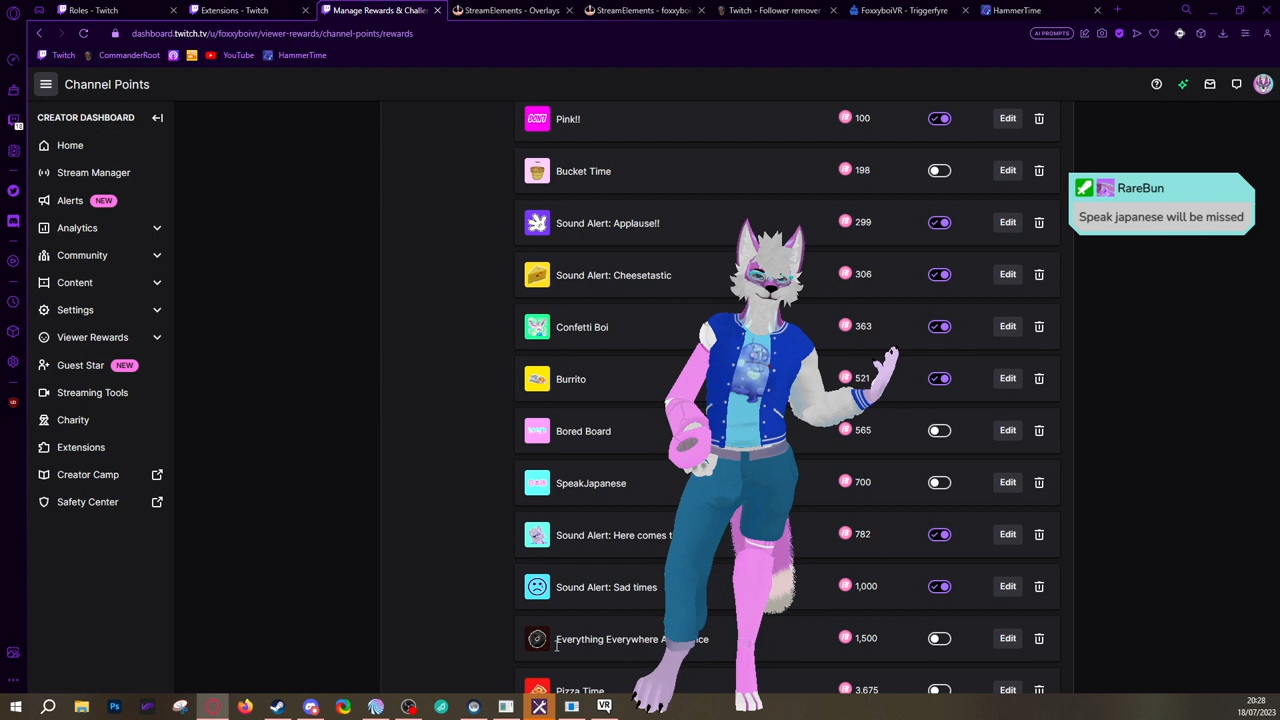 Roles - Twitch
Extensions - Twitch
Manage Rewards & Challen
StreamElements - Overlays
StreamElements - foxxyboi
Twitch - Follower remover
FoxxyboiVR - Triggerfyre
HammerTime
dashboard.twitch.tv/u/foxxyboivr/viewer-rewards/channel-points/rewards
AI PROMPTS
Twitch
CommanderRoot
YouTube
HammerTime
Channel Points
CREATOR DASHBOARD
Home
Stream Manager
Alerts NEW
Analytics
Community
Content
Settings
Viewer Rewards
Guest Star NEW
Streaming Tools
Charity
Extensions
Creator Camp
Safety Center
Pink!! 100 Edit
Bucket Time 198 Edit
Sound Alert: Applause!! 299 Edit
Sound Alert: Cheesetastic 306 Edit
Confetti Boi 363 Edit
Burrito 521 Edit
Bored Board 565 Edit
日本語 SpeakJapanese 700 Edit
Sound Alert: Here comes t 782 Edit
Sound Alert: Sad times 1,000 Edit
Everything Everywhere 1,500 Edit
Pizza Time 3,675
RareBun
Speak japanese will be missed
20:28
18/07/2023